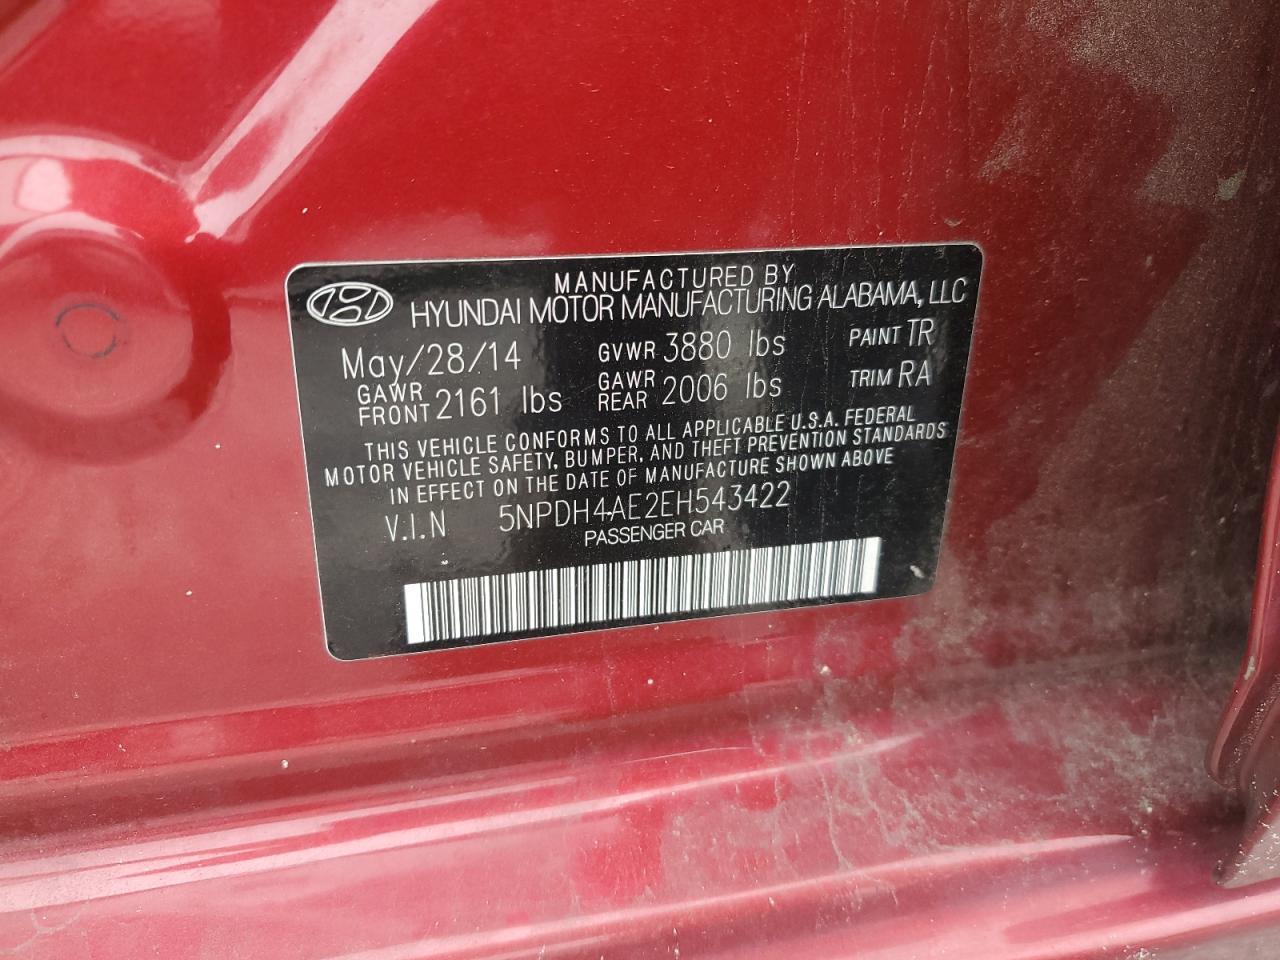 MANUFACTURED BY
HYUNDAI MOTOR MANUFACTURING ALABAMA, LLC
May/28/14 GVWR 3880 lbs PAINT TR
GAWR FRONT 2161 lbs GAWR REAR 2006 lbs TRIM RA
THIS VEHICLE CONFORMS TO ALL APPLICABLE U.S.A. FEDERAL
MOTOR VEHICLE SAFETY, BUMPER, AND THEFT PREVENTION STANDARDS
IN EFFECT ON THE DATE OF MANUFACTURE SHOWN ABOVE
V.I.N 5NPDH4AE2EH543422
PASSENGER CAR